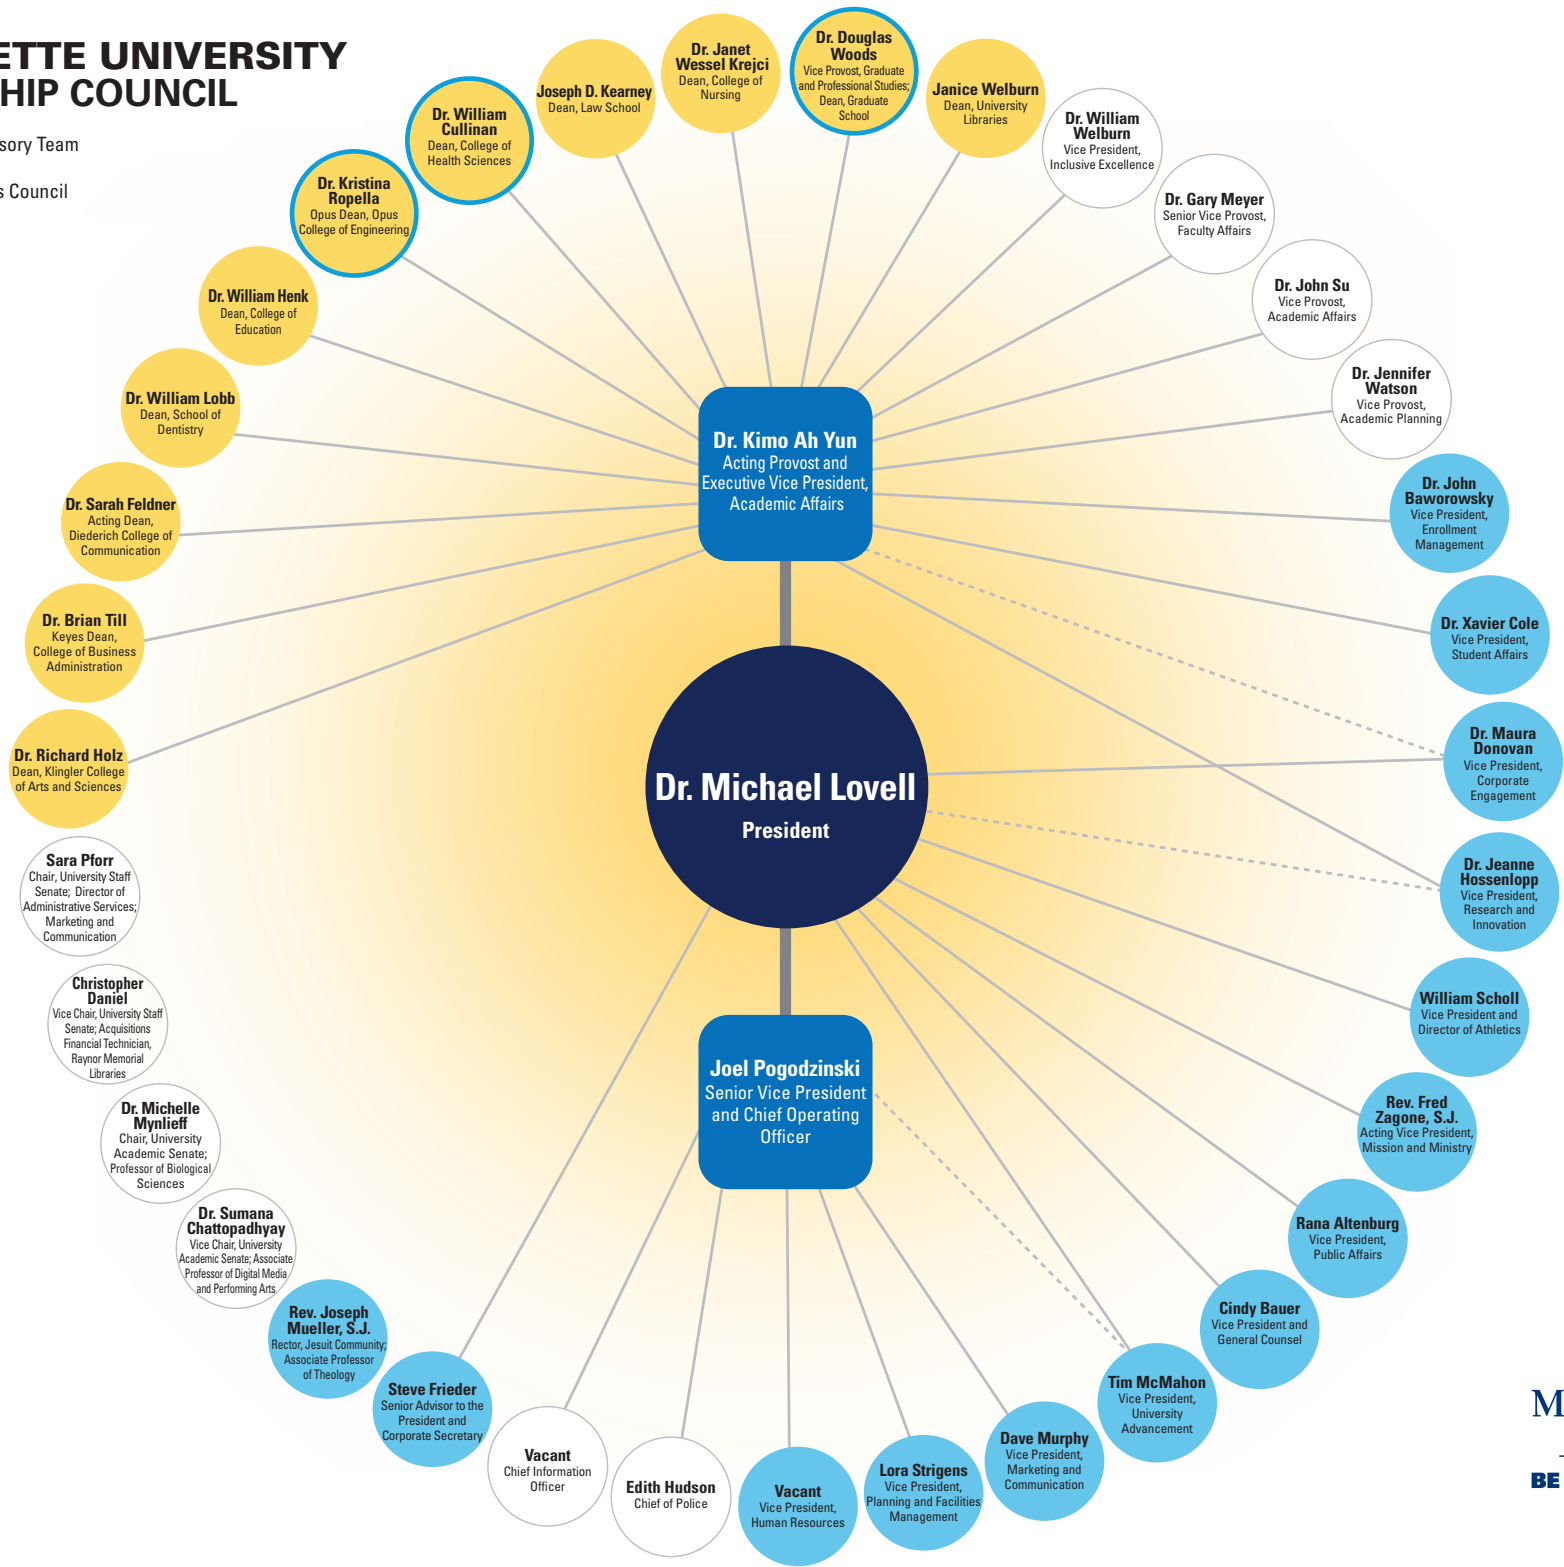 ETTE UNIVERSITY
HIP COUNCIL
sory Team
s Council
Dr. Douglas
Woods
Vice Provost, Graduate
and Professional Studies;
Dean, Graduate
School
Dr. Janet
Wessel Krejci
Dean, College of
Nursing
Joseph D. Kearney
Dean, Law School
Janice Welburn
Dean, University
Libraries
Dr. William
Cullinan
Dean, College of
Health Sciences
Dr. William
Welburn
Vice President,
Inclusive Excellence
Dr. Kristina
Ropella
Opus Dean, Opus
College of Engineering
Dr. Gary Meyer
Senior Vice Provost,
Faculty Affairs
Dr. William Henk
Dean, College of
Education
Dr. John Su
Vice Provost,
Academic Affairs
Dr. William Lobb
Dean, School of
Dentistry
Dr. Jennifer
Watson
Vice Provost,
Academic Planning
Dr. Kimo Ah Yun
Acting Provost and
Executive Vice President,
Academic Affairs
Dr. Sarah Feldner
Acting Dean,
Diederich College of
Communication
Dr. John
Baworowsky
Vice President,
Enrollment
Management
Dr. Brian Till
Keyes Dean,
College of Business
Administration
Dr. Xavier Cole
Vice President,
Student Affairs
Dr. Richard Holz
Dean, Klingler College
of Arts and Sciences
Dr. Maura
Donovan
Vice President,
Corporate
Engagement
Dr. Michael Lovell
President
Sara Pforr
Chair, University Staff
Senate; Director of
Administrative Services;
Marketing and
Communication
Dr. Jeanne
Hossenlopp
Vice President,
Research and
Innovation
Christopher
Daniel
Vice Chair, University Staff
Senate; Acquisitions
Financial Technician,
Raynor Memorial
Libraries
William Scholl
Vice President and
Director of Athletics
Joel Pogodzinski
Senior Vice President
and Chief Operating
Officer
Dr. Michelle
Mynlieff
Chair, University
Academic Senate;
Professor of Biological
Sciences
Rev. Fred
Zagone, S.J.
Acting Vice President,
Mission and Ministry
Dr. Sumana
Chattopadhyay
Vice Chair, University
Academic Senate; Associate
Professor of Digital Media
and Performing Arts
Rana Altenburg
Vice President,
Public Affairs
Rev. Joseph
Mueller, S.J.
Rector, Jesuit Community;
Associate Professor
of Theology
Cindy Bauer
Vice President and
General Counsel
Steve Frieder
Senior Advisor to the
President and
Corporate Secretary
Tim McMahon
Vice President,
University
Advancement
Vacant
Chief Information
Officer
Edith Hudson
Chief of Police
Vacant
Vice President,
Human Resources
Lora Strigens
Vice President,
Planning and Facilities
Management
Dave Murphy
Vice President,
Marketing and
Communication
M
BE